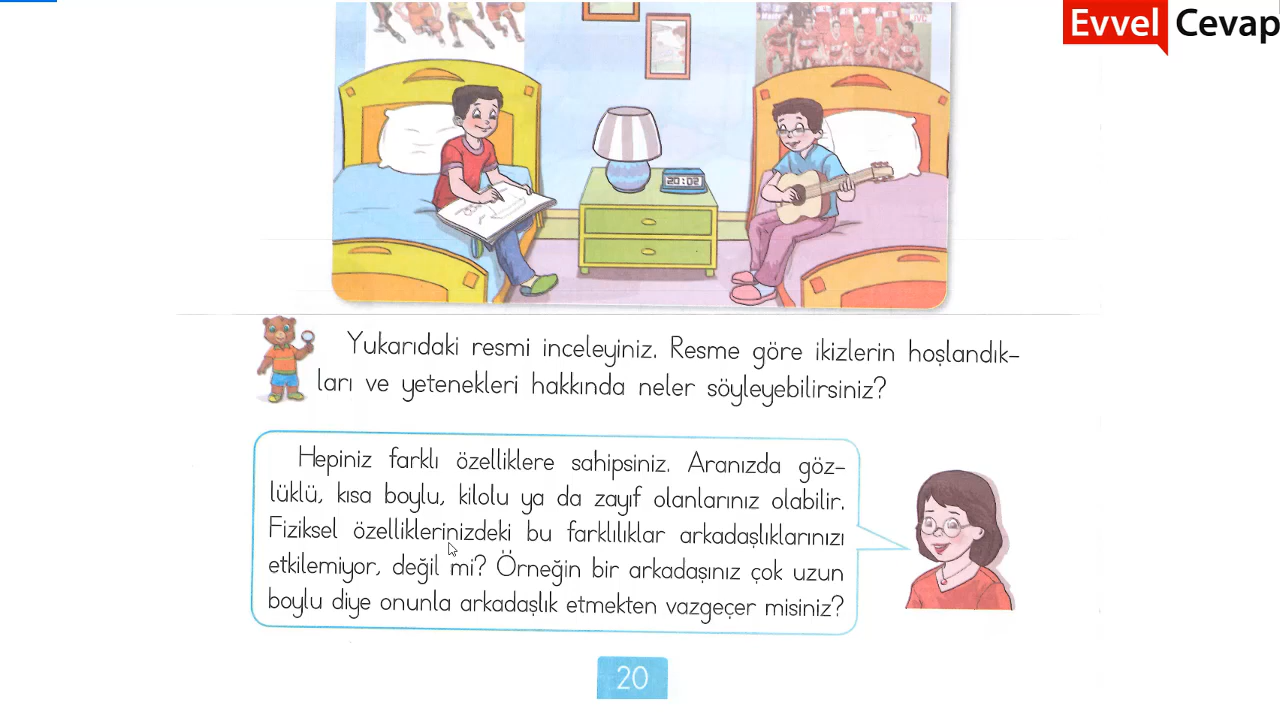 Evvel Cevap
JVC
20:02
Yukarıdaki resmi inceleyiniz. Resme göre ikizlerin hoşlandık-
ları ve yetenekleri hakkında neler söyleyebilirsiniz?
Hepiniz farklı özelliklere sahipsiniz. Aranızda göz-
lüklü, kısa boylu, kilolu ya da zayıf olanlarınız olabilir.
Fiziksel özelliklerinizdeki bu farklılıklar arkadaşlıklarınızı
etkilemiyor, değil mi? Örneğin bir arkadaşınız çok uzun
boylu diye onunla arkadaşlık etmekten vazgeçer misiniz?
20